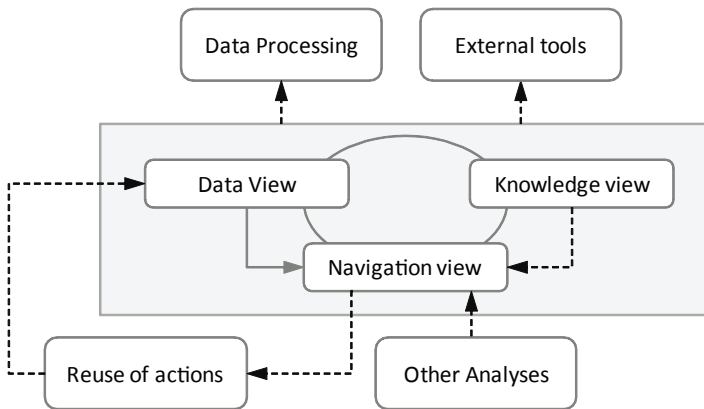 Data Processing
External tools
Data View
Knowledge view
Navigation view
Reuse of actions
Other Analyses